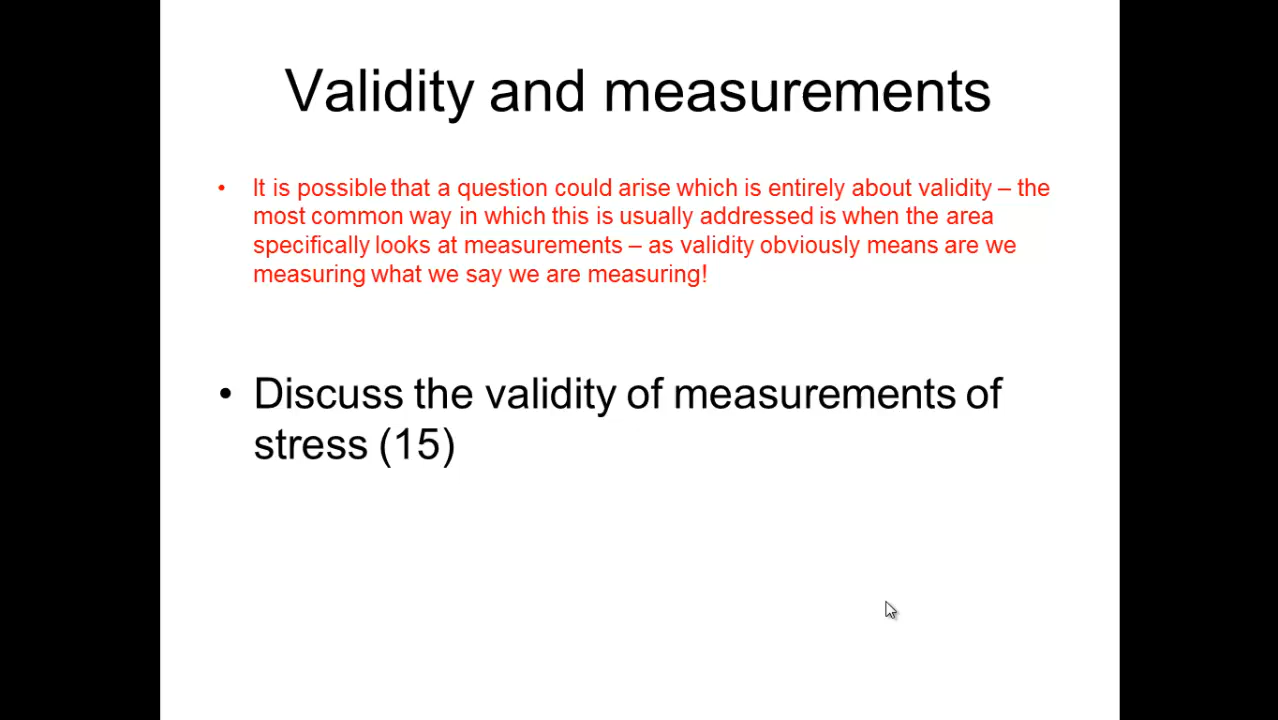 Validity and measurements
• It is possible that a question could arise which is entirely about validity – the
most common way in which this is usually addressed is when the area
specifically looks at measurements – as validity obviously means are we
measuring what we say we are measuring!
• Discuss the validity of measurements of
stress (15)